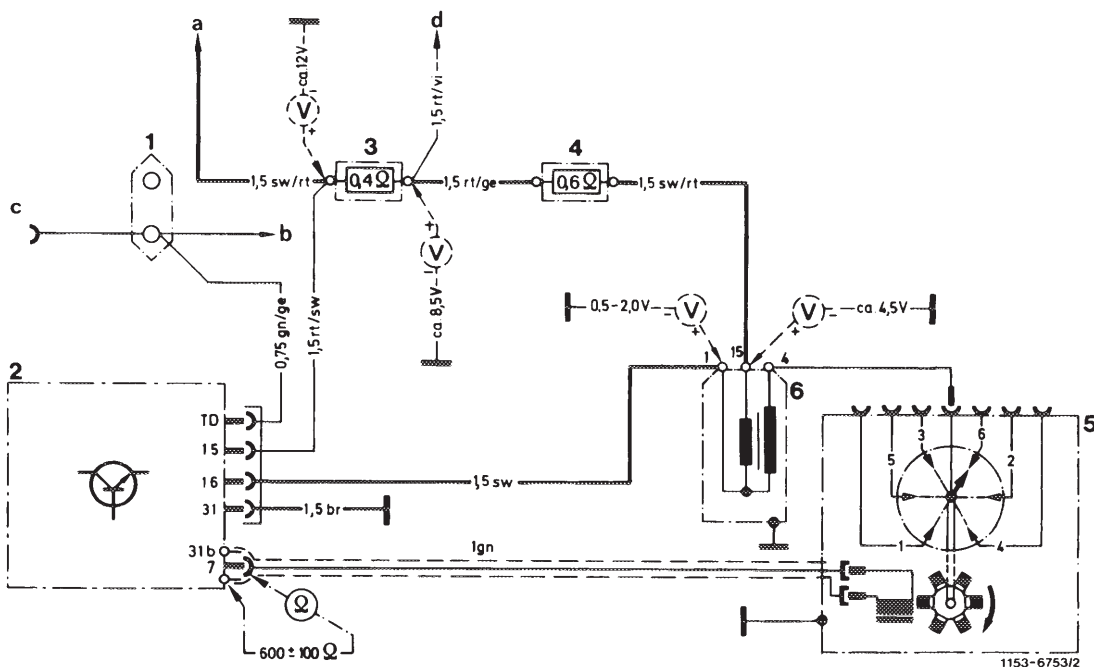 a
d
ca.12V
V
1,5 rt/vi
1
3
4
1,5 sw/rt
0,4 Ω
1,5 rt/ge
0,6 Ω
1,5 sw/rt
c
b
V
ca. 8,5V
0,75 gn/ge
1,5 rt/sw
0,5-2,0V
V
V
ca. 4,5V
1
15
4
6
2
TD
15
16
31
1,5 sw
1,5 br
31b
7
1gn
Ω
600 ± 100 Ω
5
3
6
5
2
1
4
1153-6753/2